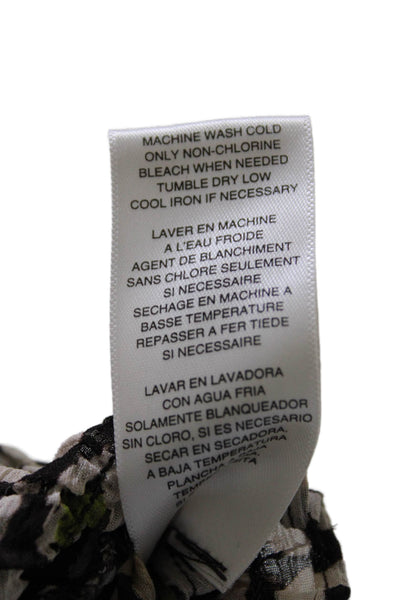 MACHINE WASH COLD
ONLY NON-CHLORINE
BLEACH WHEN NEEDED
TUMBLE DRY LOW
COOL IRON IF NECESSARY
LAVER EN MACHINE
A L'EAU FROIDE
AGENT DE BLANCHIMENT
SANS CHLORE SEULEMENT
SI NECESSAIRE
SECHAGE EN MACHINE A
BASSE TEMPERATURE
REPASSER A FER TIEDE
SI NECESSAIRE
LAVAR EN LAVADORA
CON AGUA FRIA
SOLAMENTE BLANQUEADOR
SIN CLORO, SI ES NECESARIO
SECAR EN SECADORA,
A BAJA TEMPERATURA
PLANCHA